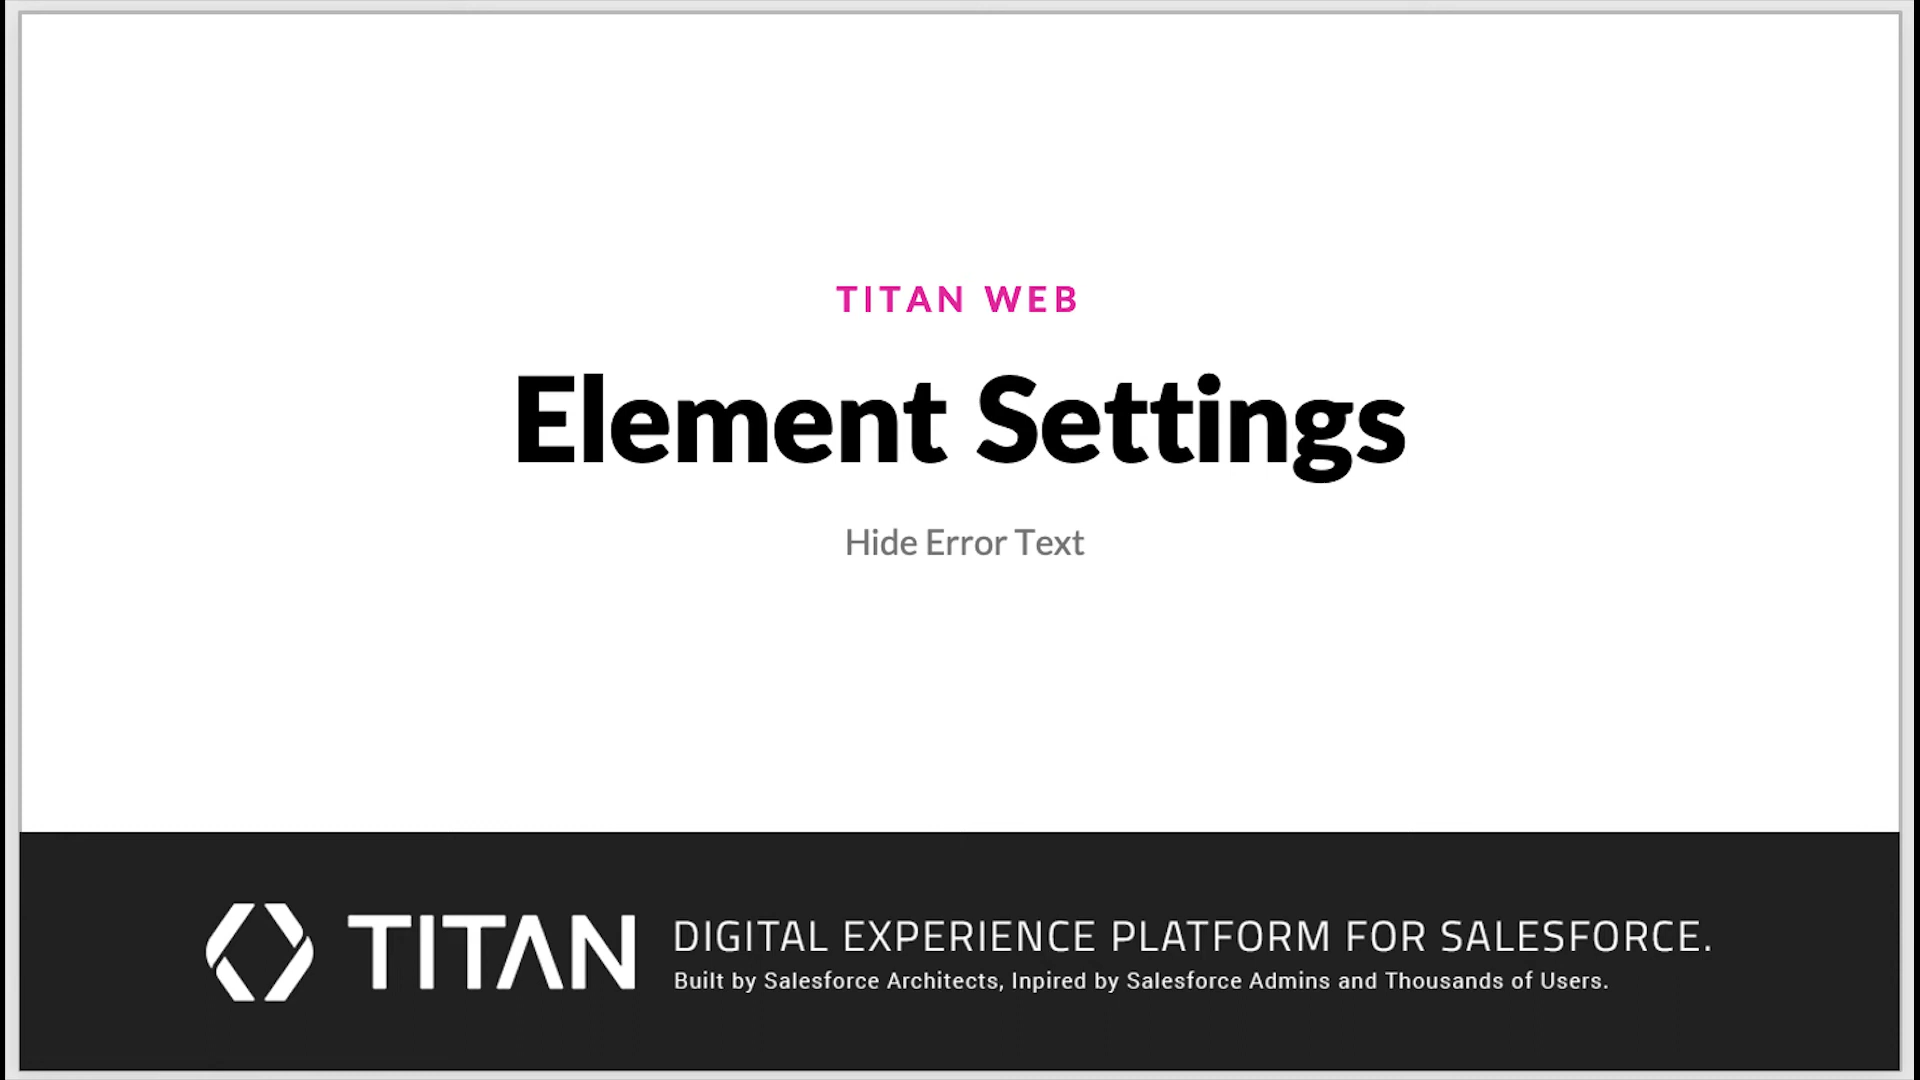 TITAN WEB
Element Settings
Hide Error Text
TITAN
DIGITAL EXPERIENCE PLATFORM FOR SALESFORCE.
Built by Salesforce Architects, Inpired by Salesforce Admins and Thousands of Users.